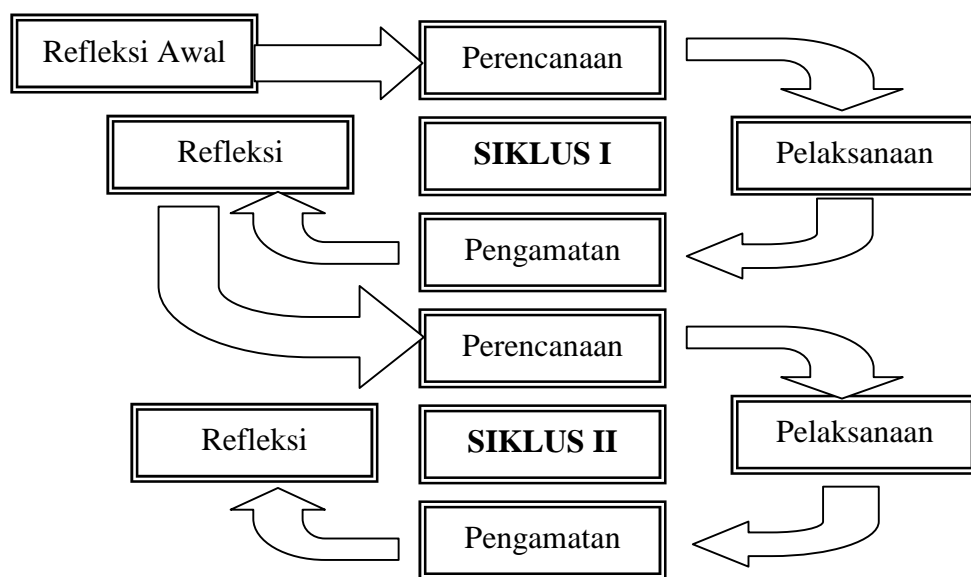 Refleksi Awal
Perencanaan
Refleksi
SIKLUS I
Pelaksanaan
Pengamatan
Perencanaan
Refleksi
SIKLUS II
Pelaksanaan
Pengamatan